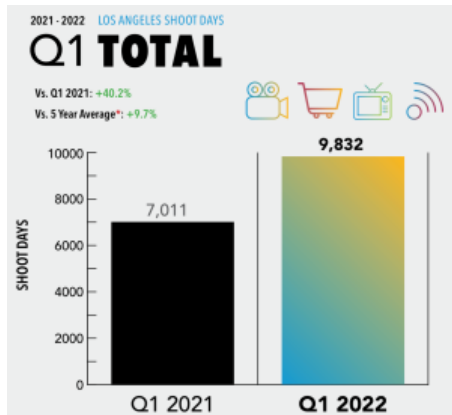 2021 - 2022 LOS ANGELES SHOOT DAYS
Q1 TOTAL
Vs. Q1 2021: +40.2%
Vs. 5 Year Average*: +9.7%
9,832
7,011
10000
8000
6000
4000
2000
0
SHOOT DAYS
Q1 2021 Q1 2022